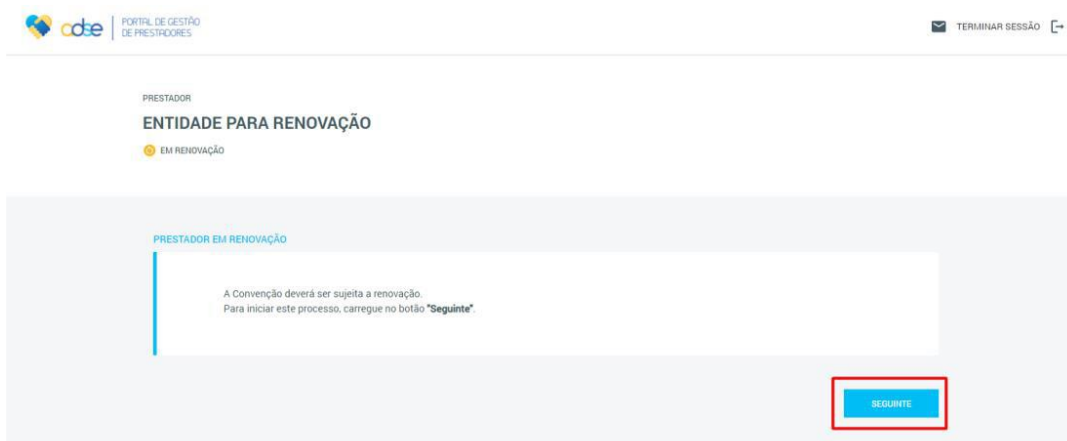 adse
PORTAL DE GESTÃO
DE PRESTADORES
TERMINAR SESSÃO
PRESTADOR
ENTIDADE PARA RENOVAÇÃO
EM RENOVAÇÃO
PRESTADOR EM RENOVAÇÃO
A Convenção deverá ser sujeita a renovação.
Para iniciar este processo, carregue no botão "Seguinte".
SEGUINTE